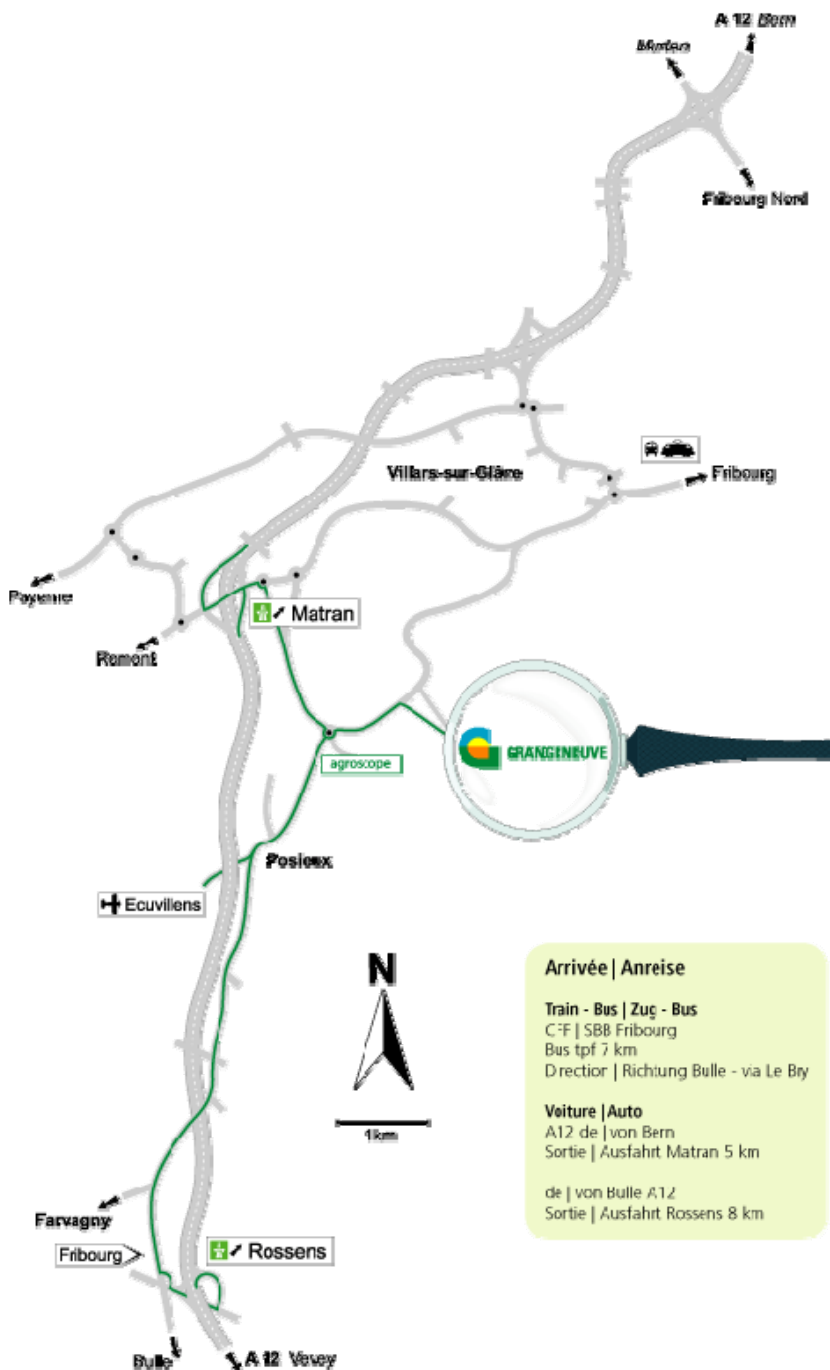 A 12 Bern
Murten
Fribourg Nord
Villars-sur-Glâne
Fribourg
Payerne
Matran
Romont
GRANGENEUVE
agroscope
Posieux
Ecuvillens
N
1km
Arrivée | Anreise
Train - Bus | Zug - Bus
CFF | SBB Fribourg
Bus tpf 7 km
Direction | Richtung Bulle - via Le Bry
Voiture | Auto
A12 de | von Bern
Sortie | Ausfahrt Matran 5 km
de | von Bulle A12
Sortie | Ausfahrt Rossens 8 km
Farvagny
Fribourg
Rossens
Bulle
A 12 Vevey